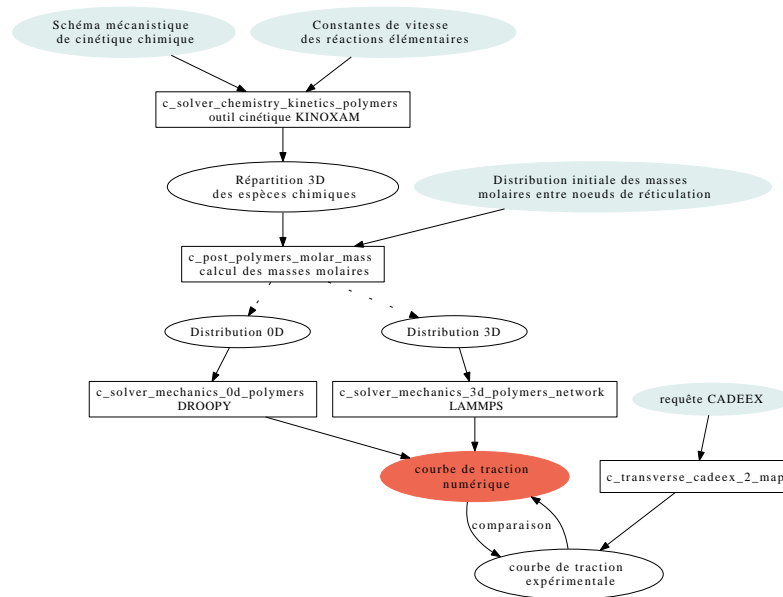 Schéma mécanistique
de cinétique chimique
Constantes de vitesse
des réactions élémentaires
c_solver_chemistry_kinetics_polymers
outil cinétique KINOXAM
Répartition 3D
des espèces chimiques
Distribution initiale des masses
molaires entre noeuds de réticulation
c_post_polymers_molar_mass
calcul des masses molaires
Distribution 0D
Distribution 3D
c_solver_mechanics_0d_polymers
DROOPY
c_solver_mechanics_3d_polymers_network
LAMMPS
requête CADEEX
courbe de traction
numérique
c_transverse_cadeex_2_map
comparaison
courbe de traction
expérimentale